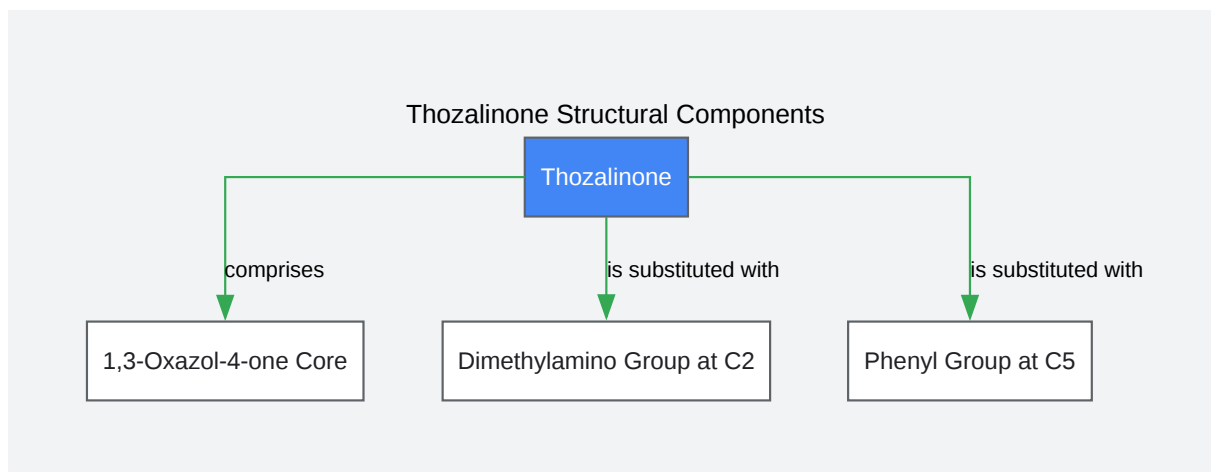 Thozalinone Structural Components
Thozalinone
comprises
is substituted with
is substituted with
1,3-Oxazol-4-one Core
Dimethylamino Group at C2
Phenyl Group at C5